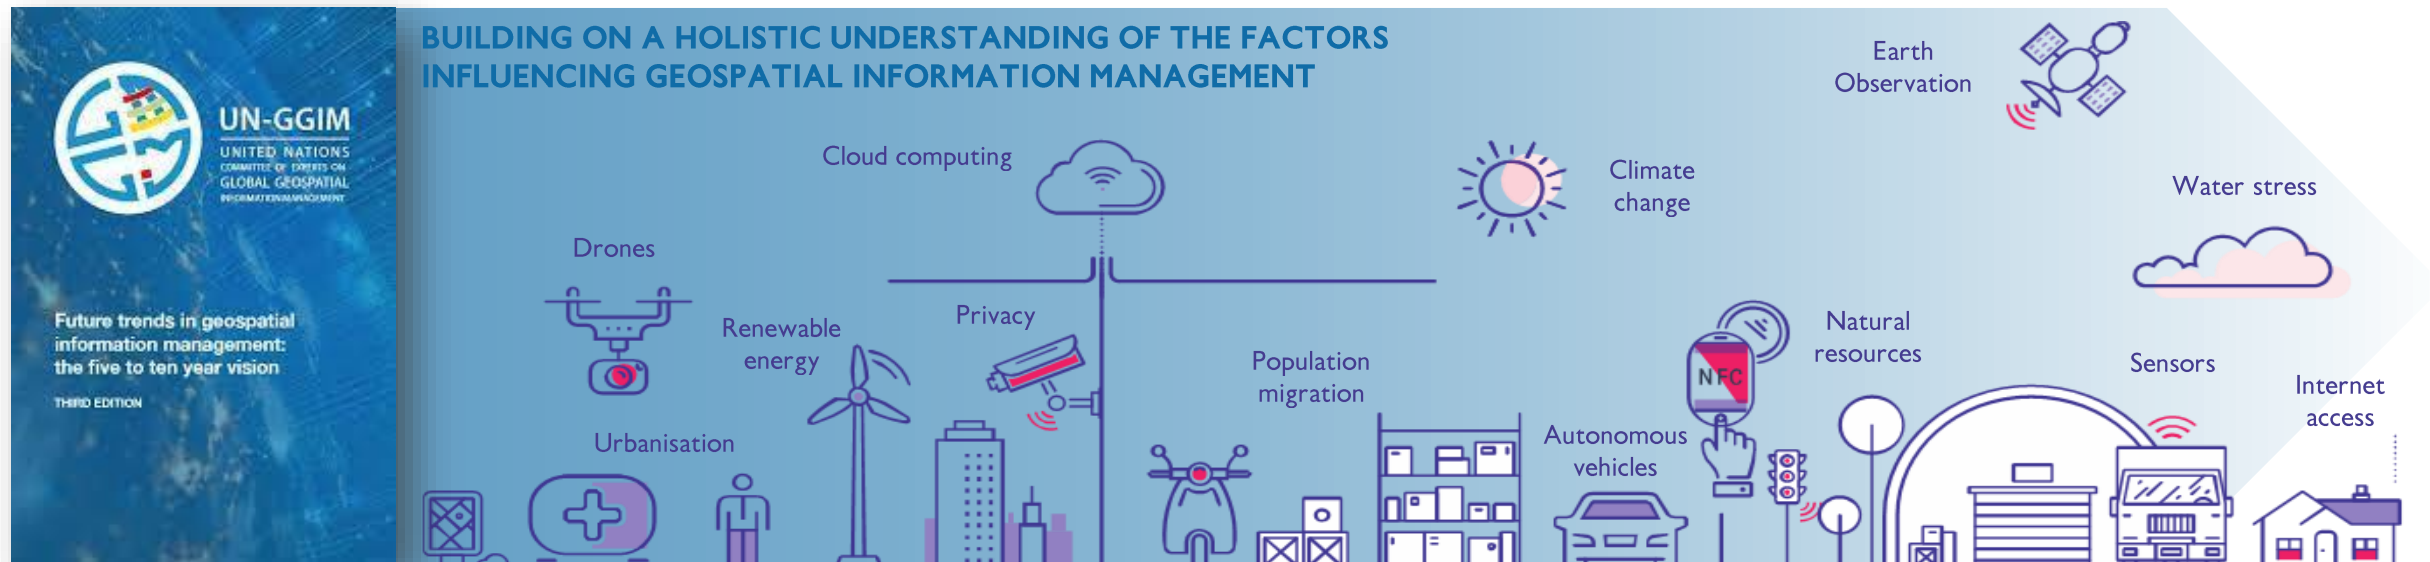 UN-GGIM
UNITED NATIONS
COMMITTEE OF EXPERTS ON
GLOBAL GEOSPATIAL
INFORMATION MANAGEMENT
Future trends in geospatial
information management:
the five to ten year vision
THIRD EDITION
BUILDING ON A HOLISTIC UNDERSTANDING OF THE FACTORS
INFLUENCING GEOSPATIAL INFORMATION MANAGEMENT
Earth
Observation
Cloud computing
Climate
change
Water stress
Drones
Renewable
energy
Privacy
Population
migration
NFC
Natural
resources
Sensors
Internet
access
Urbanisation
Autonomous
vehicles